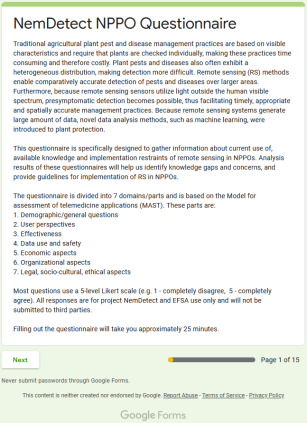 NemDetect NPPO Questionnaire
Traditional agricultural plant pest and disease management practices are based on visible
characteristics and require that plants are checked individually, making these practices time
consuming and therefore costly. Plant pests and diseases also often exhibit a
heterogeneous distribution, making detection more difficult. Remote sensing (RS) methods
enable comparatively accurate detection of pests and diseases over larger areas.
Furthermore, because remote sensing sensors utilize light outside the human visible
spectrum, presymptomatic detection becomes possible, thus facilitating timely, appropriate
and spatially accurate management practices. Because remote sensing systems generate
large amount of data, novel data analysis methods, such as machine learning, were
introduced to plant protection.
This questionnaire is specifically designed to gather information about current use of,
available knowledge and implementation restraints of remote sensing in NPPOs. Analysis
results of these questionnaires will help us identify knowledge gaps and concerns, and
provide guidelines for implementation of RS in NPPOs.
The questionnaire is divided into 7 domains/parts and is based on the Model for
assessment of telemedicine applications (MAST). These parts are:
1. Demographic/general questions
2. User perspectives
3. Effectiveness
4. Data use and safety
5. Economic aspects
6. Organizational aspects
7. Legal, socio-cultural, ethical aspects
Most questions use a 5-level Likert scale (e.g. 1 - completely disagree, 5 - completely
agree). All responses are for project NemDetect and EFSA use only and will not be
submitted to third parties.
Filling out the questionnaire will take you approximately 25 minutes.
Next
Page 1 of 15
Never submit passwords through Google Forms.
This content is neither created nor endorsed by Google. Report Abuse - Terms of Service - Privacy Policy
Google Forms